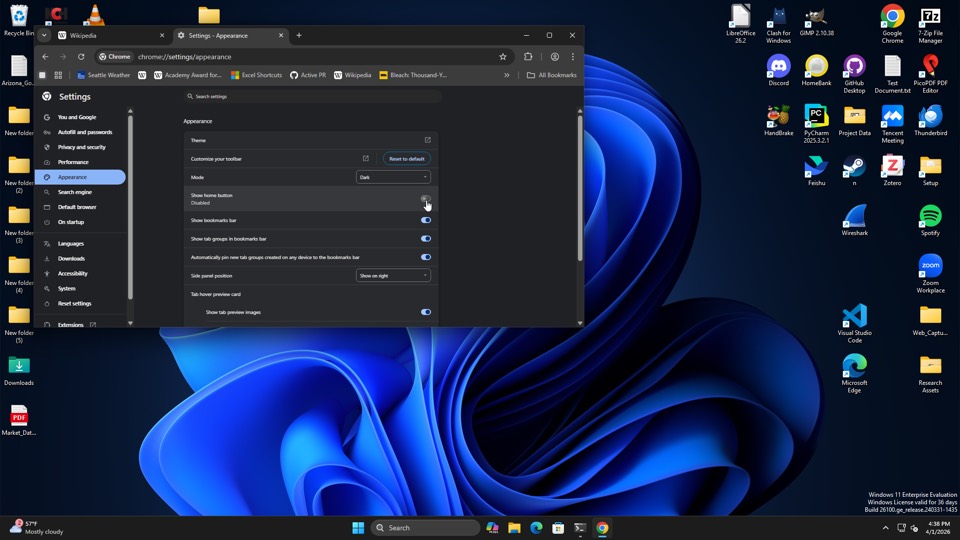 Recycle Bin
Arizona_Go...
New folder
New folder
(2)
New folder
(3)
New folder
(4)
New folder
(5)
Downloads
PDF
Market_Dat...
Wikipedia
Settings - Appearance
Chrome
chrome://settings/appearance
Seattle Weather
Academy Award for...
Excel Shortcuts
Active PR
Wikipedia
Bleach: Thousand-Y...
All Bookmarks
Settings
Search settings
You and Google
Autofill and passwords
Privacy and security
Performance
Appearance
Search engine
Default browser
On startup
Languages
Downloads
Accessibility
System
Reset settings
Extensions
Appearance
Theme
Customize your toolbar
Reset to default
Mode
Dark
Show home button
Disabled
Show bookmarks bar
Show tab groups in bookmarks bar
Automatically pin new tab groups created on any device to the bookmarks bar
Side panel position
Show on right
Tab hover preview card
Show tab preview images
LibreOffice
26.2
Clash for
Windows
GIMP 2.10.38
Google
Chrome
7z
7-Zip File
Manager
Discord
HomeBank
GitHub
Desktop
Test
Document.txt
PicoPDF PDF
Editor
HandBrake
PC
PyCharm
2025.3.2.1
Project Data
Tencent
Meeting
Thunderbird
Feishu
n
Zotero
Setup
Wireshark
Spotify
zoom
Zoom
Workplace
Visual Studio
Code
Web_Captu...
Microsoft
Edge
Research
Assets
Windows 11 Enterprise Evaluation
Windows License valid for 36 days
Build 26100.ge_release.240331-1435
57°F
Mostly cloudy
Search
4:38 PM
4/1/2026